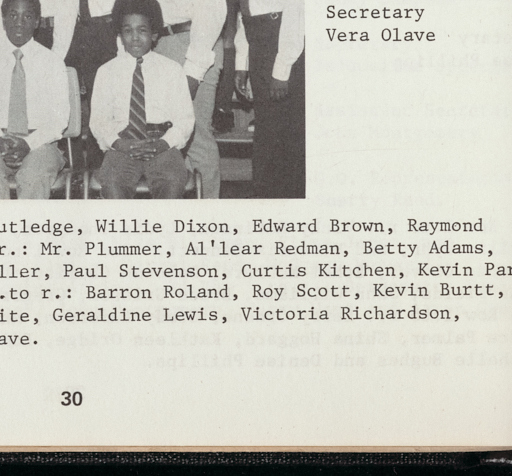 Secretary
Vera Olave
utledge, Willie Dixon, Edward Brown, Raymond
r.: Mr. Plummer, Al'lear Redman, Betty Adams,
ller, Paul Stevenson, Curtis Kitchen, Kevin Par
.to r.: Barron Roland, Roy Scott, Kevin Burtt,
ite, Geraldine Lewis, Victoria Richardson,
ave.
30